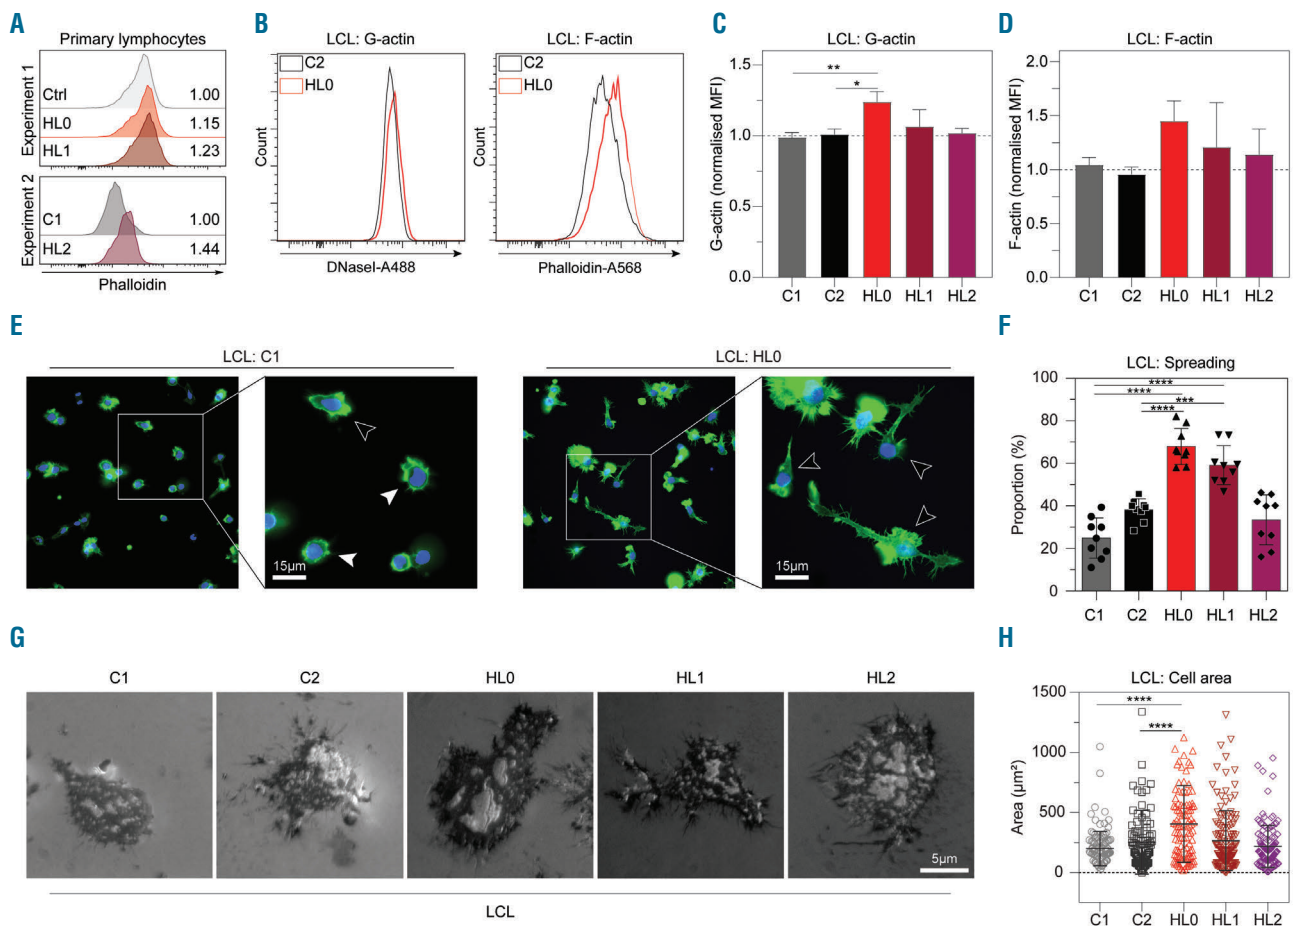 A
Primary lymphocytes
Experiment 1
Ctrl 1.00
HL0 1.15
HL1 1.23
Experiment 2
C1 1.00
HL2 1.44
Phalloidin
B
LCL: G-actin
C2
HL0
Count
DNaseI-A488
LCL: F-actin
C2
HL0
Count
Phalloidin-A568
C
LCL: G-actin
G-actin (normalised MFI)
1.5
1.0
0.5
0.0
**
*
C1 C2 HL0 HL1 HL2
D
LCL: F-actin
F-actin (normalised MFI)
2.0
1.5
1.0
0.5
0.0
C1 C2 HL0 HL1 HL2
E
LCL: C1
15µm
LCL: HL0
15µm
F
LCL: Spreading
Proportion (%)
100
80
60
40
20
0
****
****
***
****
C1 C2 HL0 HL1 HL2
G
C1 C2 HL0 HL1 HL2
5µm
LCL
H
LCL: Cell area
Area (µm²)
1500
1000
500
0
****
****
C1 C2 HL0 HL1 HL2